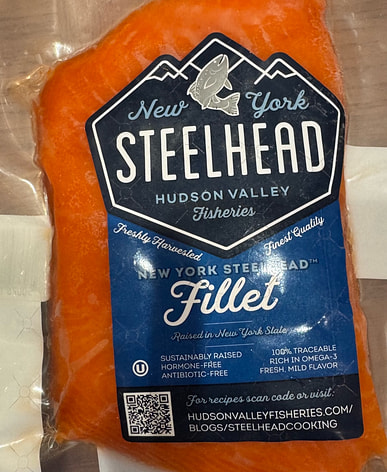 New York
STEELHEAD
HUDSON VALLEY
Fisheries
Freshly Harvested
Finest Quality
NEW YORK STEELHEAD™
Fillet
Raised in New York State
SUSTAINABLY RAISED
HORMONE-FREE
ANTIBIOTIC-FREE
100% TRACEABLE
RICH IN OMEGA-3
FRESH, MILD FLAVOR
U
For recipes scan code or visit:
HUDSONVALLEYFISHERIES.COM/
BLOGS/STEELHEADCOOKING